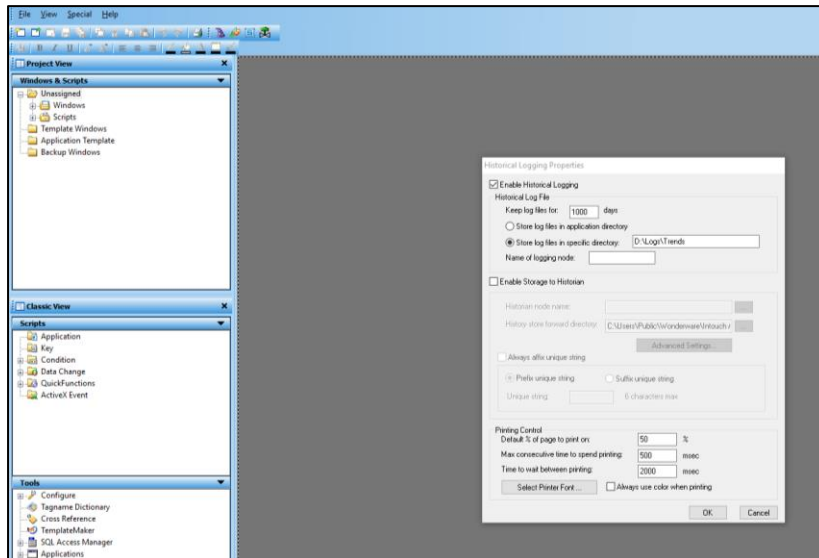 File View Special Help
Project View
Windows & Scripts
Unassigned
Windows
Scripts
Template Windows
Application Template
Backup Windows
Classic View
Scripts
Application
Key
Condition
Data Change
QuickFunctions
ActiveX Event
Tools
Configure
Tagname Dictionary
Cross Reference
TemplateMaker
SQL Access Manager
Applications
Historical Logging Properties
Enable Historical Logging
Historical Log File
Keep log files for: 1000 days
Store log files in application directory
Store log files in specific directory: D:\Logs\Trends
Name of logging node:
Enable Storage to Historian
Historian node name: ...
History store forward directory: C:\Users\Public\Wonderware\Intouch A ...
Advanced Settings...
Always affix unique string
Prefix unique string Suffix unique string
Unique string: 6 characters max
Printing Control
Default % of page to print on: 50 %
Max consecutive time to spend printing: 500 msec
Time to wait between printing: 2000 msec
Select Printer Font ... Always use color when printing
OK Cancel